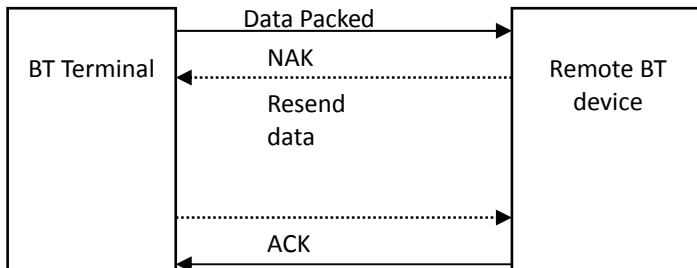 Data Packed
BT Terminal
NAK
Remote BT
device
Resend
data
ACK